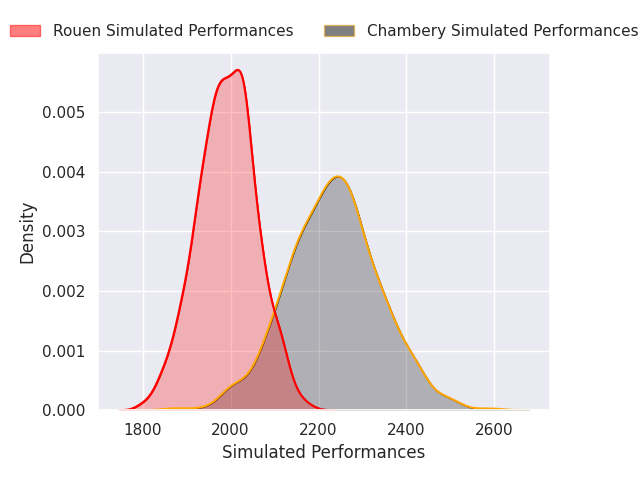 Rouen Simulated Performances
Chambery Simulated Performances
0.005
0.004
0.003
0.002
0.001
0.000
Density
1800 2000 2200 2400 2600
Simulated Performances